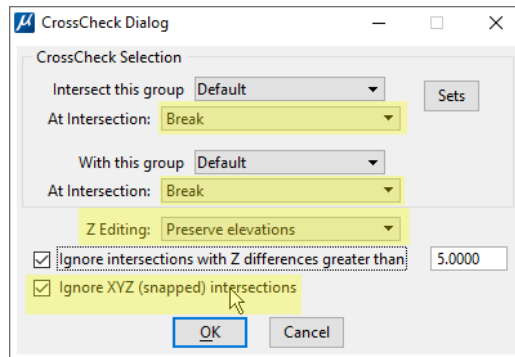 CrossCheck Dialog
CrossCheck Selection
Intersect this group Default Sets
At Intersection: Break
With this group Default
At Intersection: Break
Z Editing: Preserve elevations
Ignore intersections with Z differences greater than 5.0000
Ignore XYZ (snapped) intersections
OK Cancel